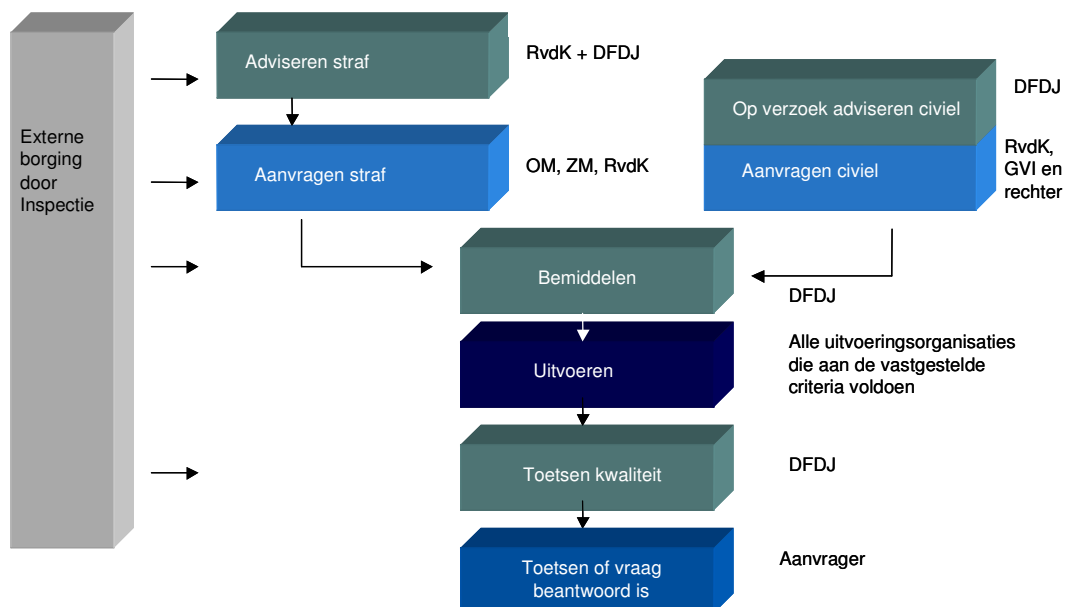 Externe
borging
door
Inspectie
Adviseren straf
RvdK + DFDJ
Aanvragen straf
OM, ZM, RvdK
Op verzoek adviseren civiel
DFDJ
Aanvragen civiel
RvdK,
GVI en
rechter
Bemiddelen
DFDJ
Uitvoeren
Alle uitvoeringsorganisaties
die aan de vastgestelde
criteria voldoen
Toetsen kwaliteit
DFDJ
Toetsen of vraag
beantwoord is
Aanvrager